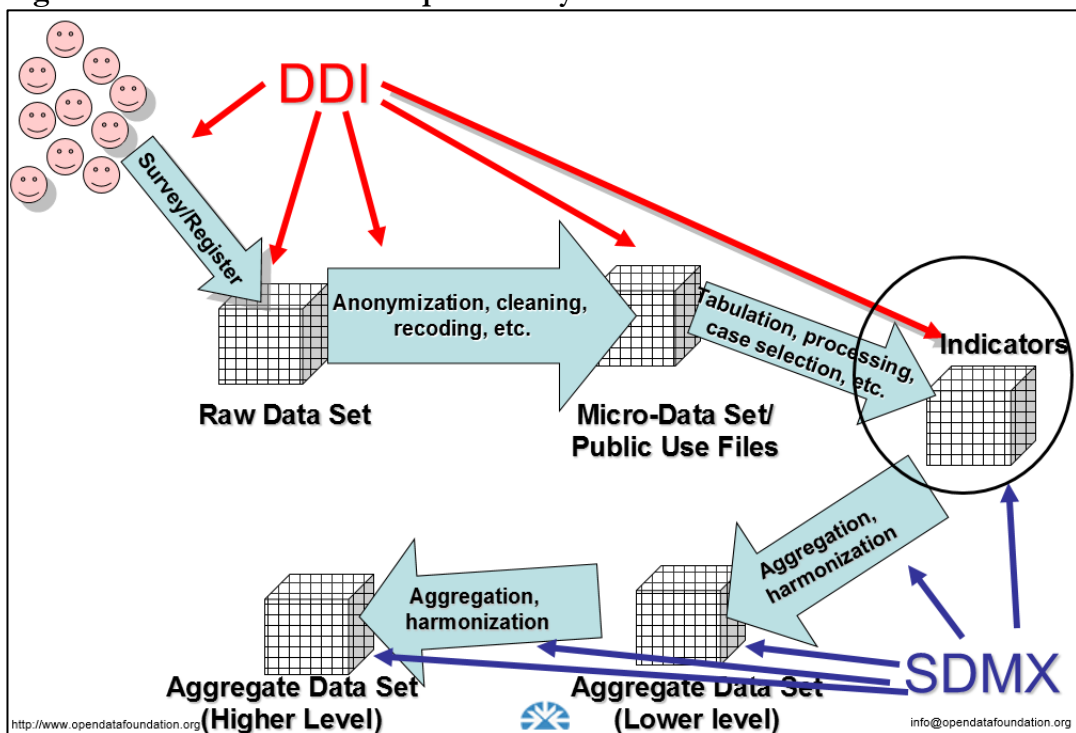 DDI
Survey/Register
Anonymization, cleaning,
recoding, etc.
Tabulation, processing,
case selection, etc.
Indicators
Raw Data Set
Micro-Data Set/
Public Use Files
Aggregation,
harmonization
Aggregation,
harmonization
SDMX
Aggregate Data Set
(Higher Level)
Aggregate Data Set
(Lower level)
http://www.opendatafoundation.org
info@opendatafoundation.org